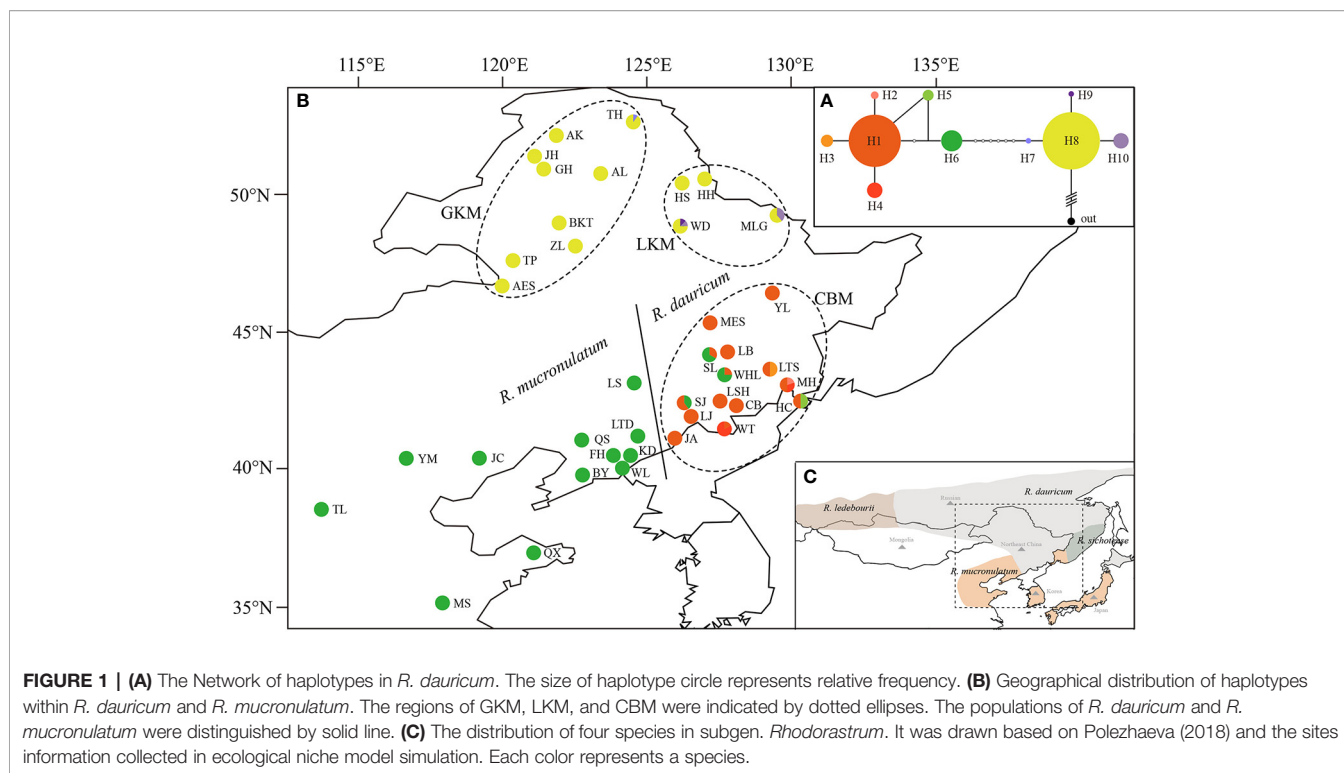 115°E 120°E 125°E 130°E 135°E
B
A
TH
AK
JH
GH
AL
GKM
BKT
ZL
TP
AES
HS
HH
WD
MLG
LKM
H2
H5
H9
H3
H1
H6
H7
H8
H10
H4
out
50°N
45°N
40°N
35°N
R. dauricum
R. mucronulatum
CBM
YL
MES
LB
SL
WHL
LTS
MH
LSH
SJ
CB
HC
LJ
WT
JA
LS
LTD
QS
FH
KD
BY
WL
YM
JC
TL
QX
MS
C
R. dauricum
Russian
R. ledebourii
Mongolia
Northeast China
R. sichotense
R. mucronulatum
Korea
Japan
FIGURE 1 | (A) The Network of haplotypes in R. dauricum. The size of haplotype circle represents relative frequency. (B) Geographical distribution of haplotypes
within R. dauricum and R. mucronulatum. The regions of GKM, LKM, and CBM were indicated by dotted ellipses. The populations of R. dauricum and R.
mucronulatum were distinguished by solid line. (C) The distribution of four species in subgen. Rhodorastrum. It was drawn based on Polezhaeva (2018) and the sites
information collected in ecological niche model simulation. Each color represents a species.